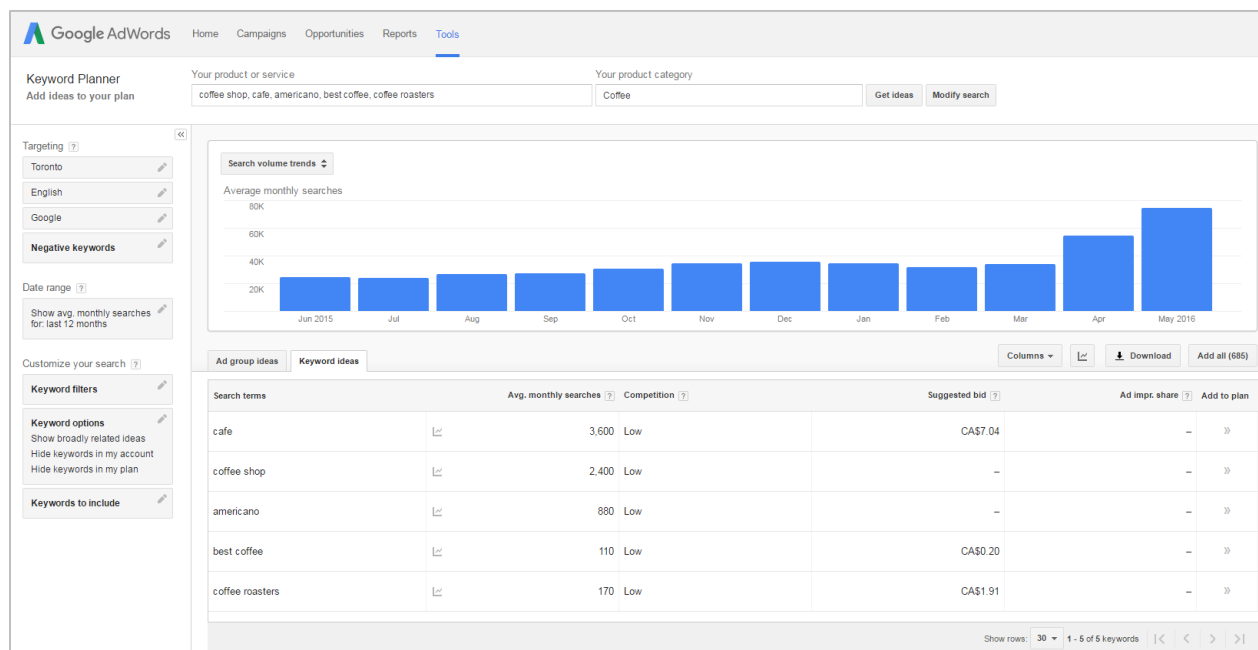 Google AdWords Home Campaigns Opportunities Reports Tools
Keyword Planner
Add ideas to your plan
Your product or service
coffee shop, cafe, americano, best coffee, coffee roasters
Your product category
Coffee
Get ideas
Modify search
«
Targeting ?
Toronto
English
Google
Negative keywords
Date range ?
Show avg. monthly searches
for: last 12 months
Customize your search ?
Keyword filters
Keyword options
Show broadly related ideas
Hide keywords in my account
Hide keywords in my plan
Keywords to include
Search volume trends
Average monthly searches
80K
60K
40K
20K
Jun 2015 Jul Aug Sep Oct Nov Dec Jan Feb Mar Apr May 2016
Ad group ideas Keyword ideas
Columns Download Add all (685)
Search terms Avg. monthly searches ? Competition ? Suggested bid ? Ad impr. share ? Add to plan
cafe 3,600 Low CA$7.04 – »
coffee shop 2,400 Low – – »
americano 880 Low – – »
best coffee 110 Low CA$0.20 – »
coffee roasters 170 Low CA$1.91 – »
Show rows: 30 1 - 5 of 5 keywords |< < > >|